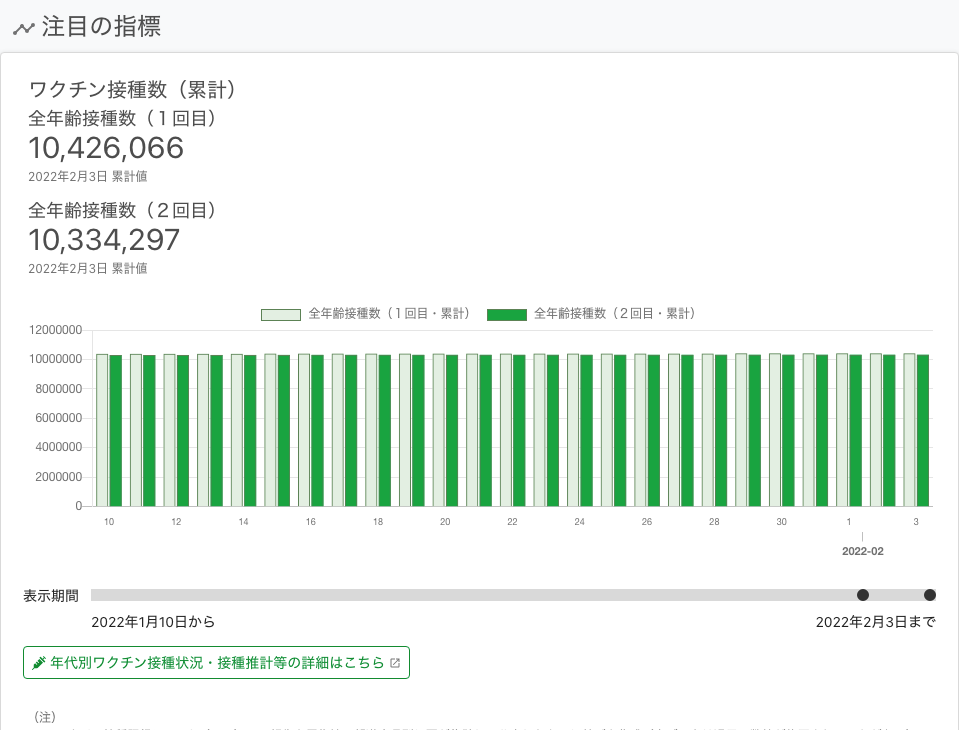 注目の指標
ワクチン接種数（累計）
全年齢接種数（１回目）
10,426,066
2022年2月3日 累計値
全年齢接種数（２回目）
10,334,297
2022年2月3日 累計値
全年齢接種数（１回目・累計） 全年齢接種数（２回目・累計）
12000000
10000000
8000000
6000000
4000000
2000000
0
10 12 14 16 18 20 22 24 26 28 30 1 3
2022-02
表示期間
2022年1月10日から 2022年2月3日まで
年代別ワクチン接種状況・接種推計等の詳細はこちら
（注）